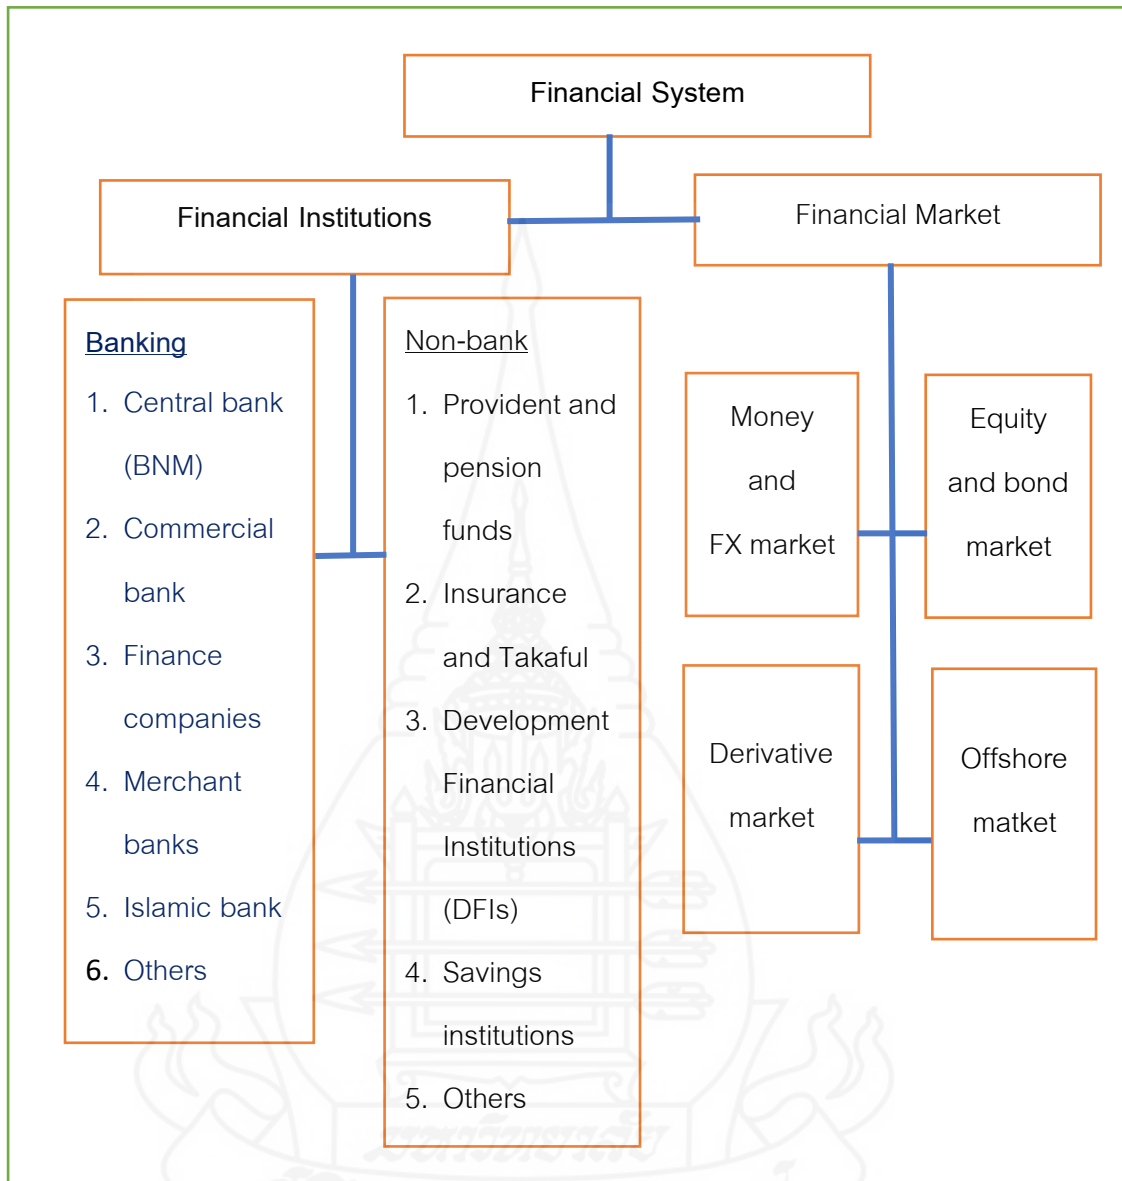 Financial System
Financial Institutions
Financial Market
Banking
1. Central bank
(BNM)
2. Commercial
bank
3. Finance
companies
4. Merchant
banks
5. Islamic bank
6. Others
Non-bank
1. Provident and
pension
funds
2. Insurance
and Takaful
3. Development
Financial
Institutions
(DFIs)
4. Savings
institutions
5. Others
Money
and
FX market
Equity
and bond
market
Derivative
market
Offshore
matket